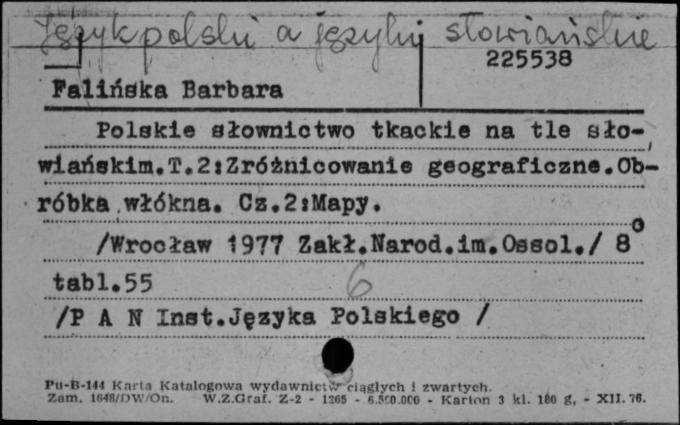 Język polski a języki słowiańskie
225538
Falińska Barbara
Polskie słownictwo tkackie na tle sło-
wiańskim.T.2:Zróżnicowanie geograficzne.Ob-
róbka włókna. Cz.2:Mapy.
/Wrocław 1977 Zakł.Narod.im.Ossol./ 8°
tabl.55 6
/P A N Inst.Języka Polskiego /
Pu-B-144 Karta Katalogowa wydawnictw ciągłych i zwartych.
Zam. 1648/DW/On. W.Z.Graf. Z-2 - 1265 - 6.500.000 - Karton 3 kl. 180 g, - XII. 76.